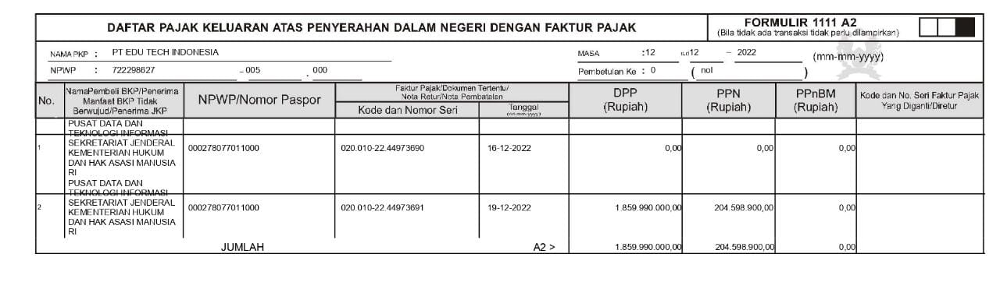 DAFTAR PAJAK KELUARAN ATAS PENYERAHAN DALAM NEGERI DENGAN FAKTUR PAJAK
FORMULIR 1111 A2
(Bila tidak ada transaksi tidak perlu dilampirkan)
NAMA PKP : PT EDU TECH INDONESIA
MASA :12 s.d 12 – 2022 (mm-mm-yyyy)
NPWP : 722298627 – 005 . 000
Pembetulan Ke : 0 ( nol )
No.
NamaPembeli BKP/Penerima
Manfaat BKP Tidak
Berwujud/Penerima JKP
NPWP/Nomor Paspor
Faktur Pajak/Dokumen Tertentu/
Nota Retur/Nota Pembatalan
Kode dan Nomor Seri
Tanggal
(mm-mm-yyyy)
DPP
(Rupiah)
PPN
(Rupiah)
PPnBM
(Rupiah)
Kode dan No. Seri Faktur Pajak
Yang Diganti/Diretur
PUSAT DATA DAN
TEKNOLOGI INFORMASI
SEKRETARIAT JENDERAL
KEMENTERIAN HUKUM
DAN HAK ASASI MANUSIA
RI
1 000278077011000 020.010-22.44973690 16-12-2022 0,00 0,00 0,00
PUSAT DATA DAN
TEKNOLOGI INFORMASI
SEKRETARIAT JENDERAL
KEMENTERIAN HUKUM
DAN HAK ASASI MANUSIA
RI
2 000278077011000 020.010-22.44973691 19-12-2022 1.859.990.000,00 204.598.900,00 0,00
JUMLAH A2 > 1.859.990.000,00 204.598.900,00 0,00